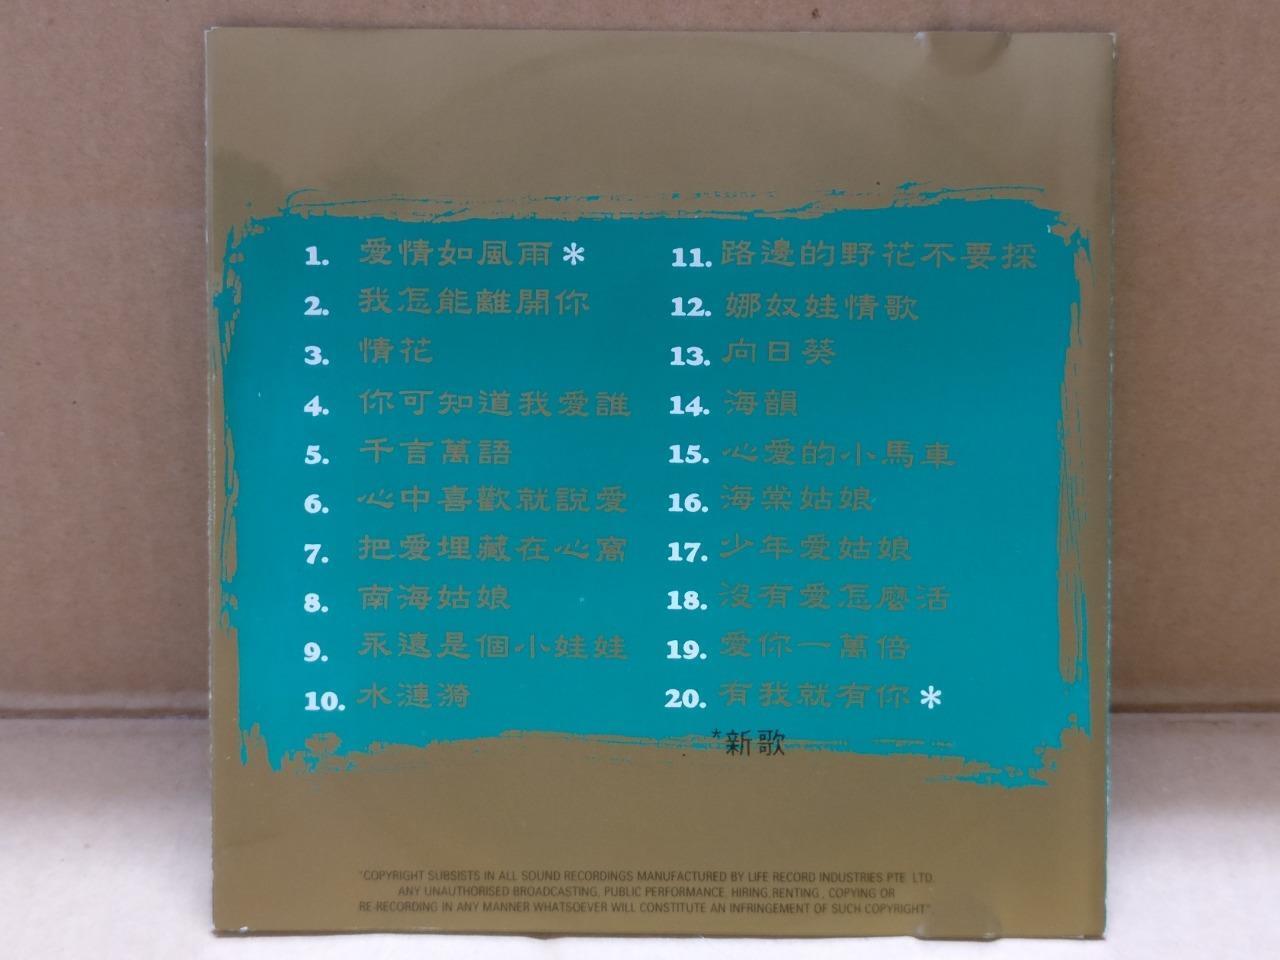 1. 愛情如風雨*
2. 我怎能離開你
3. 情花
4. 你可知道我愛誰
5. 千言萬語
6. 心中喜歡就說愛
7. 把愛埋藏在心窩
8. 南海姑娘
9. 永遠是個小娃娃
10. 水漣漪
11. 路邊的野花不要採
12. 娜奴娃情歌
13. 向日葵
14. 海韻
15. 心愛的小馬車
16. 海棠姑娘
17. 少年愛姑娘
18. 沒有愛怎麼活
19. 愛你一萬倍
20. 有我就有你*
*新歌
"COPYRIGHT SUBSISTS IN ALL SOUND RECORDINGS MANUFACTURED BY LIFE RECORD INDUSTRIES PTE LTD.
ANY UNAUTHORISED BROADCASTING, PUBLIC PERFORMANCE, HIRING, RENTING, COPYING OR
RE-RECORDING IN ANY MANNER WHATSOEVER WILL CONSTITUTE AN INFRINGEMENT OF SUCH COPYRIGHT"